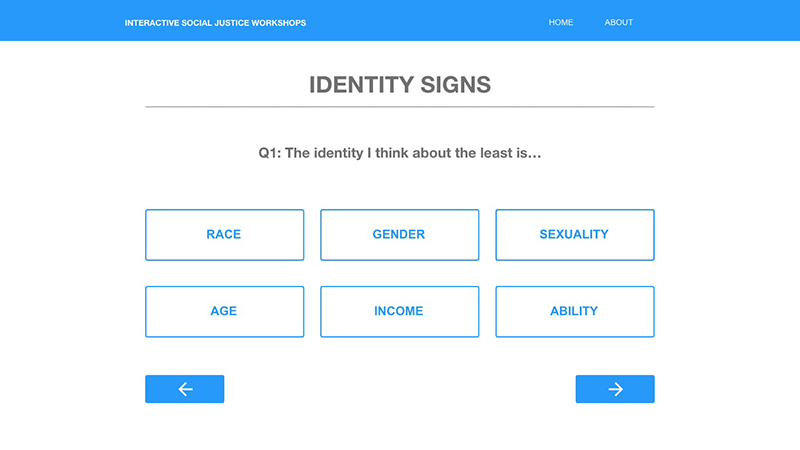 INTERACTIVE SOCIAL JUSTICE WORKSHOPS HOME ABOUT
IDENTITY SIGNS
Q1: The identity I think about the least is...
RACE GENDER SEXUALITY
AGE INCOME ABILITY